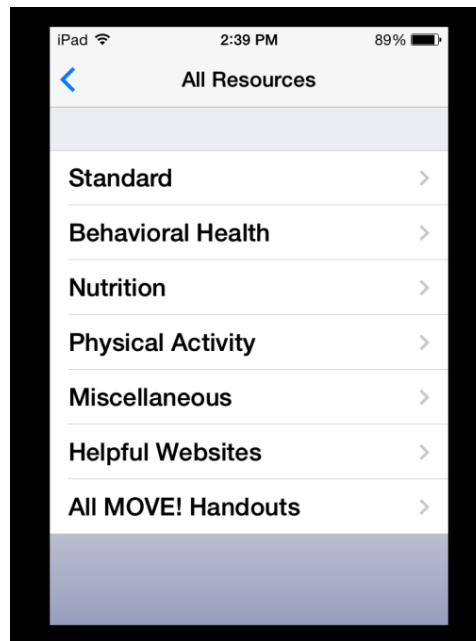 iPad 2:39 PM 89%
All Resources
Standard
Behavioral Health
Nutrition
Physical Activity
Miscellaneous
Helpful Websites
All MOVE! Handouts